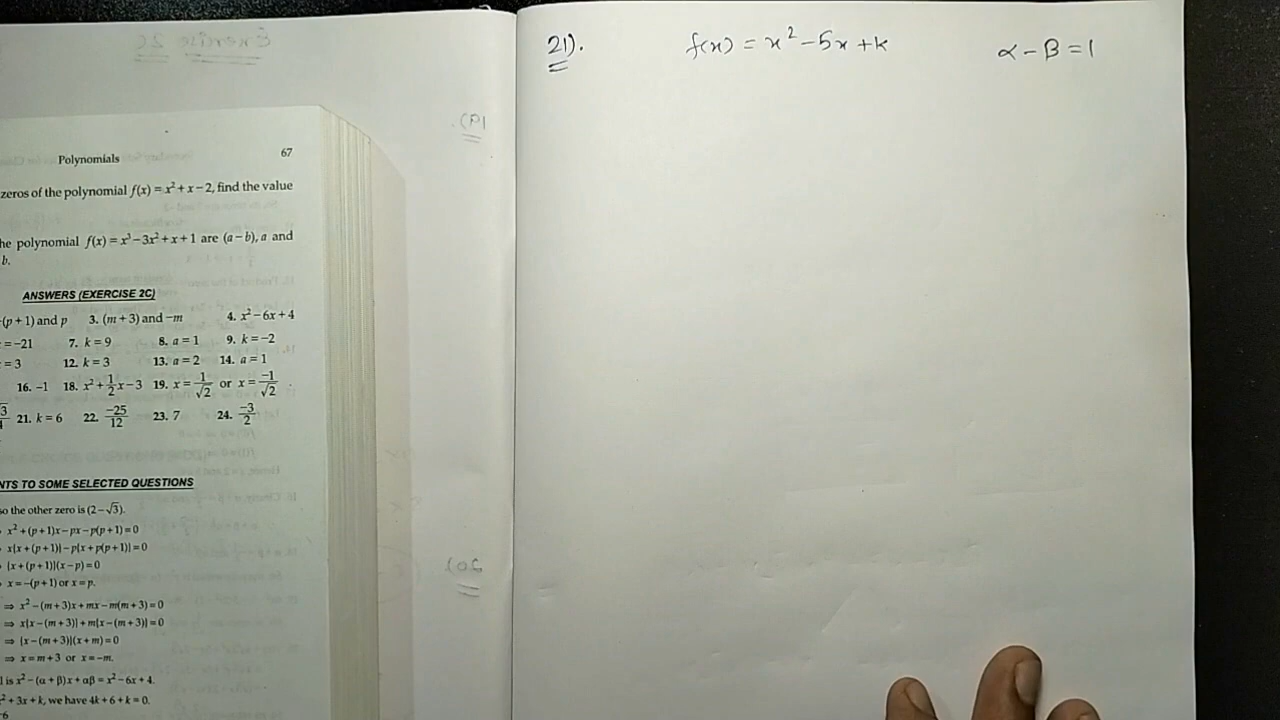 Polynomials 67
zeros of the polynomial f(x) = x² + x − 2, find the value
he polynomial f(x) = x³ − 3x² + x + 1 are (a − b), a and
b.
ANSWERS (EXERCISE 2C)
(p + 1) and p 3. (m + 3) and −m 4. x² − 6x + 4
= −21 7. k = 9 8. a = 1 9. k = −2
= 3 12. k = 3 13. a = 2 14. a = 1
16. −1 18. x² + 1/2 x − 3 19. x = 1/√2 or x = −1/√2
21. k = 6 22. −25/12 23. 7 24. −3/2
NTS TO SOME SELECTED QUESTIONS
so the other zero is (2 − √3).
x² + (p + 1)x − px − p(p + 1) = 0
x{x + (p + 1)} − p{x + p(p + 1)} = 0
{x + (p + 1)}(x − p) = 0
x = −(p + 1) or x = p.
⇒ x² − (m + 3)x + mx − m(m + 3) = 0
⇒ x{x − (m + 3)} + m{x − (m + 3)} = 0
⇒ {x − (m + 3)}(x + m) = 0
⇒ x = m + 3 or x = −m.
is x² − (α + β)x + αβ = x² − 6x + 4.
² + 3x + k, we have 4k + 6 + k = 0.
21). f(x) = x² − 5x + k α − β = 1